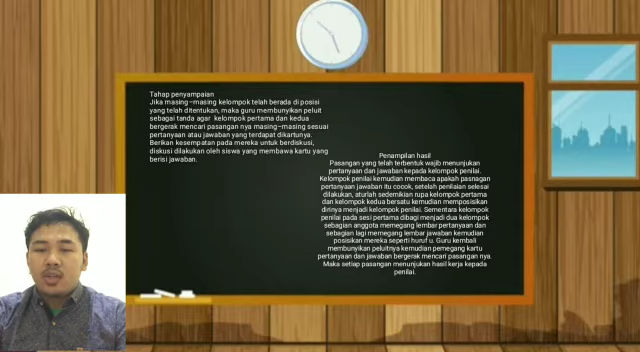 Tahap penyampaian
Jika masing-masing kelompok telah berada di posisi
yang telah ditentukan, maka guru membunyikan peluit
sebagai tanda agar kelompok pertama dan kedua
bergerak mencari pasangan nya masing-masing sesuai
pertanyaan atau jawaban yang terdapat dikartunya.
Berikan kesempatan pada mereka untuk berdiskusi,
diskusi dilakukan oleh siswa yang membawa kartu yang
berisi jawaban.
Penampilan hasil
Pasangan yang telah terbentuk wajib menunjukan
pertanyaan dan jawaban kepada kelompok penilai.
Kelompok penilai kemudian membaca apakah pasnagan
pertanyaan jawaban itu cocok, setelah penilaian selesai
dilakukan, aturlah sedemikian rupa kelompok pertama
dan kelompok kedua bersatu kemudian memposisikan
dirinya menjadi kelompok penilai. Sementara kelompok
penilai pada sesi pertama dibagi menjadi dua kelompok
sebagian anggota memegang lembar pertanyaan dan
sebagian lagi memegang lembar jawaban kemudian
posisikan mereka seperti huruf u. Guru kembali
membunyikan peluitnya kemudian pemegang kartu
pertanyaan dan jawaban bergerak mencari pasangan nya.
Maka setiap pasangan menunjukan hasil kerja kepada
penilai.